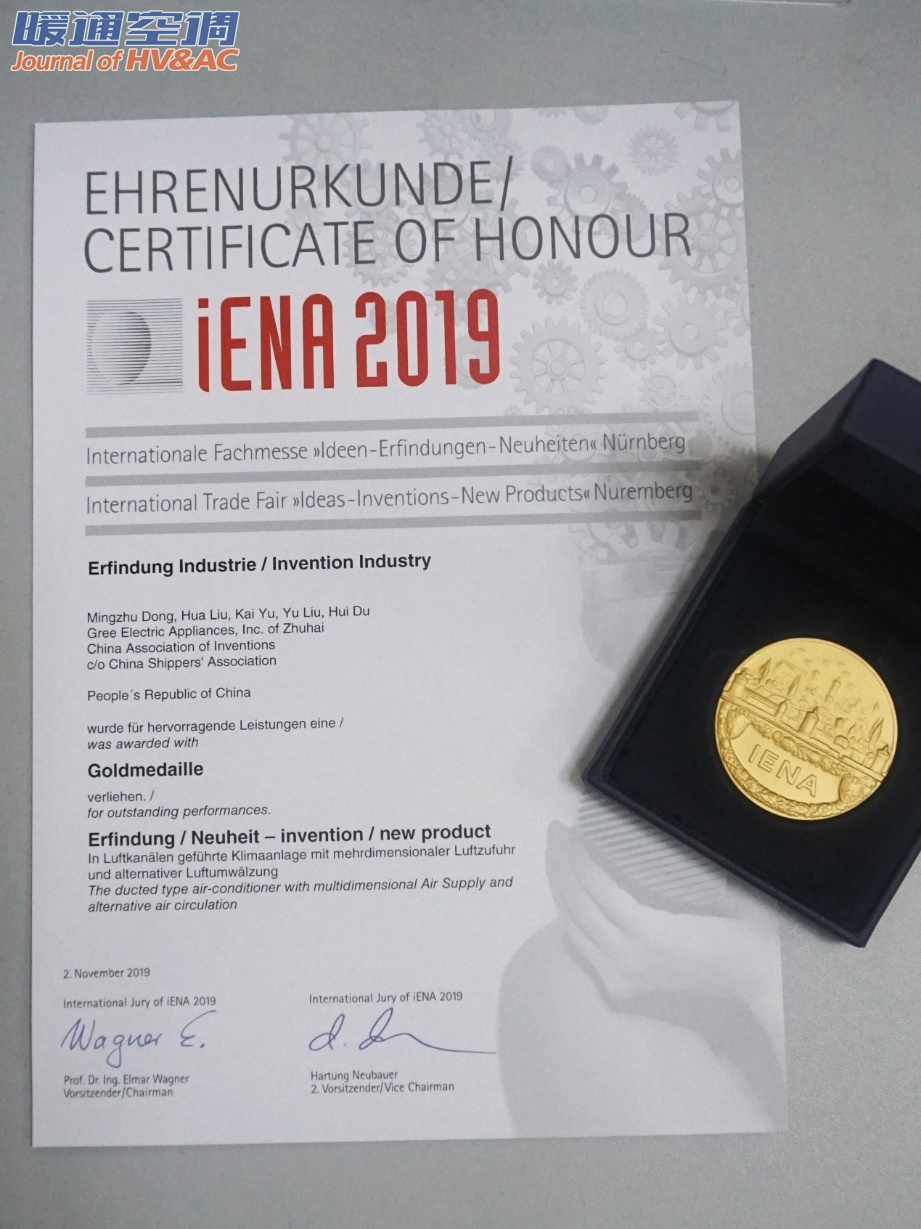 暖通空调
Journal of HV&AC
EHRENURKUNDE/
CERTIFICATE OF HONOUR
iENA 2019
Internationale Fachmesse »Ideen-Erfindungen-Neuheiten« Nürnberg
International Trade Fair »Ideas-Inventions-New Products« Nuremberg
Erfindung Industrie / Invention Industry
Mingzhu Dong, Hua Liu, Kai Yu, Yu Liu, Hui Du
Gree Electric Appliances, Inc. of Zhuhai
China Association of Inventions
c/o China Shippers' Association
People´s Republic of China
wurde für hervorragende Leistungen eine /
was awarded with
Goldmedaille
verliehen. /
for outstanding performances.
Erfindung / Neuheit – invention / new product
In Luftkanälen geführte Klimaanlage mit mehrdimensionaler Luftzufuhr
und alternativer Luftumwälzung
The ducted type air-conditioner with multidimensional Air Supply and
alternative air circulation
IENA
2. November 2019
International Jury of iENA 2019
Wagner E.
Prof. Dr. Ing. Elmar Wagner
Vorsitzender/Chairman
International Jury of iENA 2019
Hartung Neubauer
2. Vorsitzender/Vice Chairman